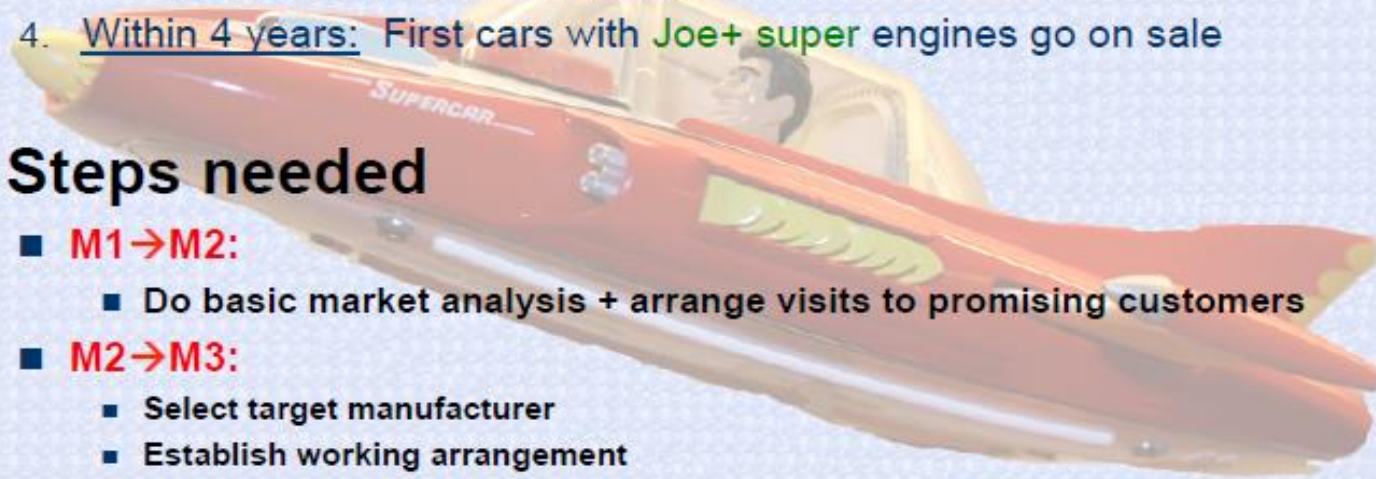 4. Within 4 years: First cars with Joe+ super engines go on sale
SUPERCAR
Steps needed
■ M1→M2:
■ Do basic market analysis + arrange visits to promising customers
■ M2→M3:
■ Select target manufacturer
■ Establish working arrangement